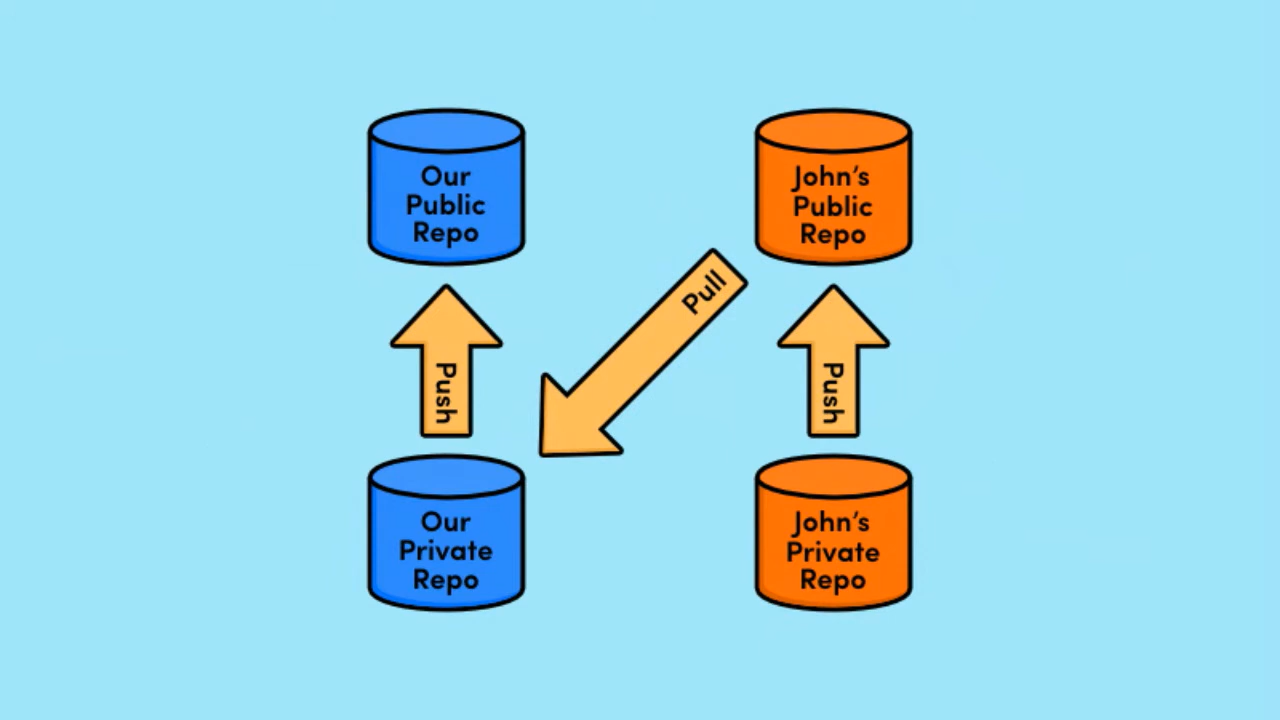 Our
Public
Repo
John's
Public
Repo
Pull
Push
Push
Our
Private
Repo
John's
Private
Repo